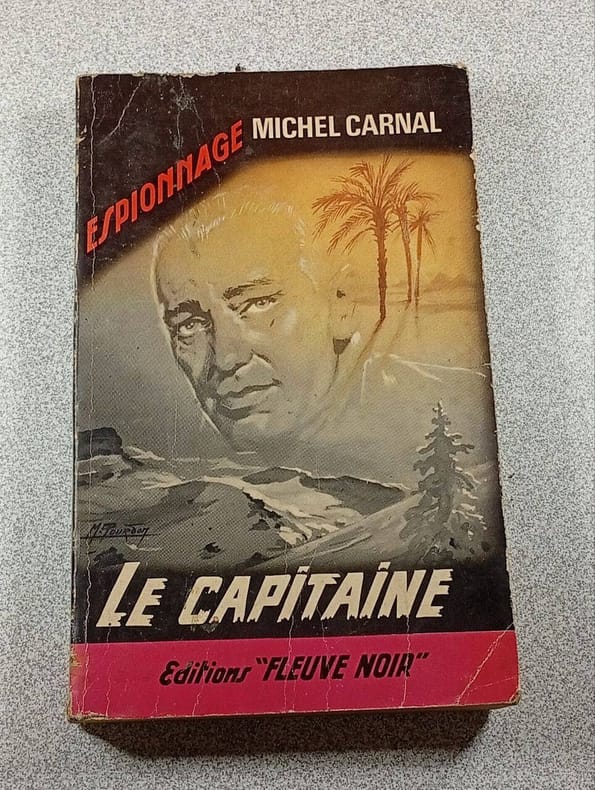 ESPIONNAGE
MICHEL CARNAL
M. Gourdon
LE CAPITAINE
Editions "FLEUVE NOIR"